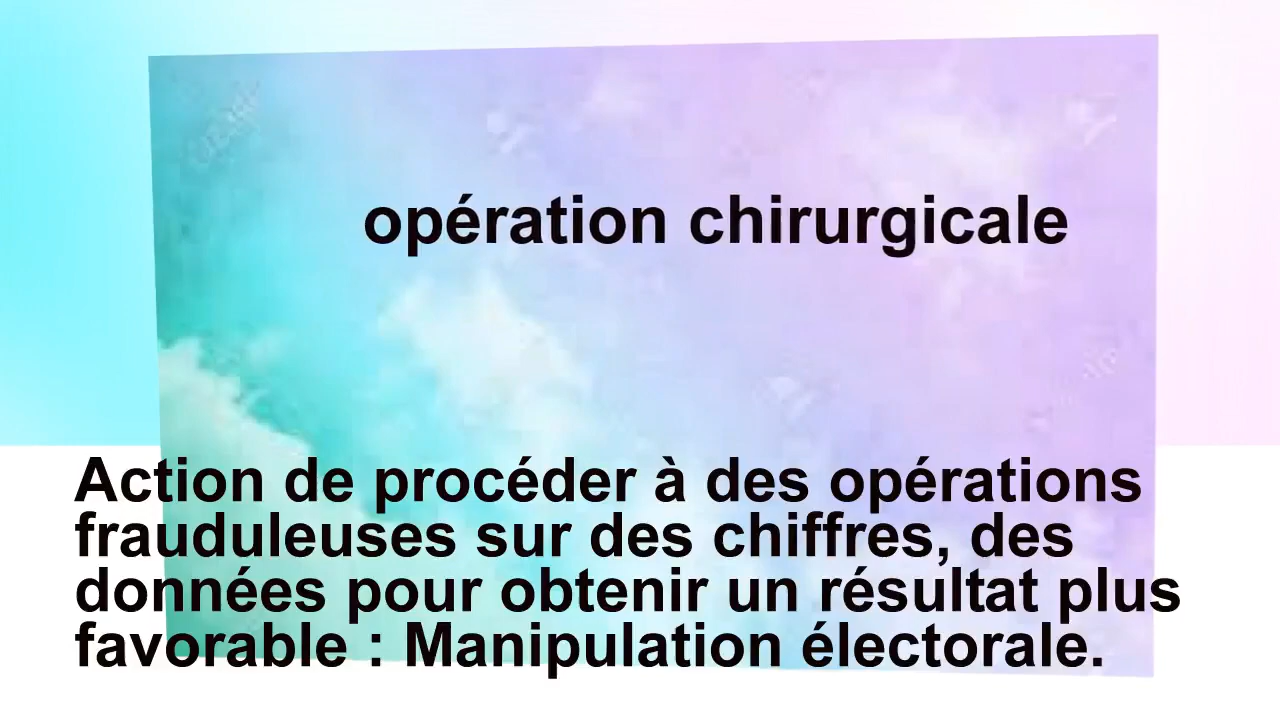 opération chirurgicale
Action de procéder à des opérations
frauduleuses sur des chiffres, des
données pour obtenir un résultat plus
favorable : Manipulation électorale.